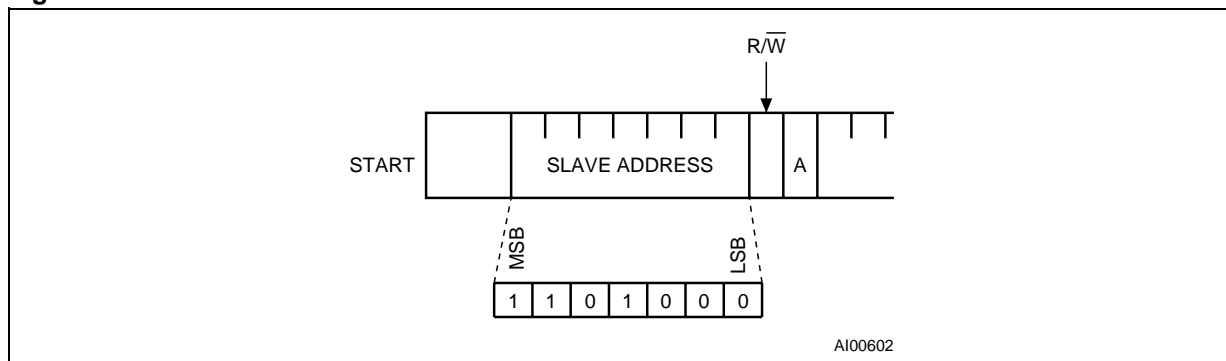 R/W̅
START
SLAVE ADDRESS
A
MSB
LSB
1 1 0 1 0 0 0
AI00602